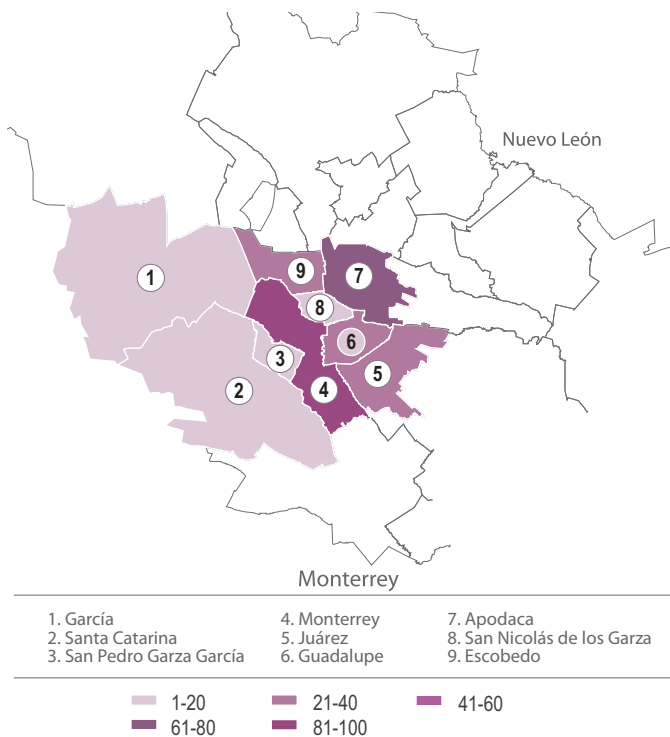 Nuevo León
1
9
7
8
6
3
5
2
4
Monterrey
1. García 4. Monterrey 7. Apodaca
2. Santa Catarina 5. Juárez 8. San Nicolás de los Garza
3. San Pedro Garza García 6. Guadalupe 9. Escobedo
1-20 21-40 41-60
61-80 81-100